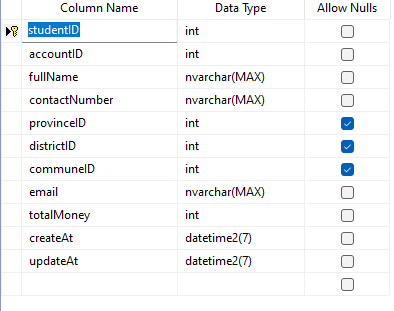 Column Name Data Type Allow Nulls
studentID int
accountID int
fullName nvarchar(MAX)
contactNumber nvarchar(MAX)
provinceID int
districtID int
communeID int
email nvarchar(MAX)
totalMoney int
createAt datetime2(7)
updateAt datetime2(7)